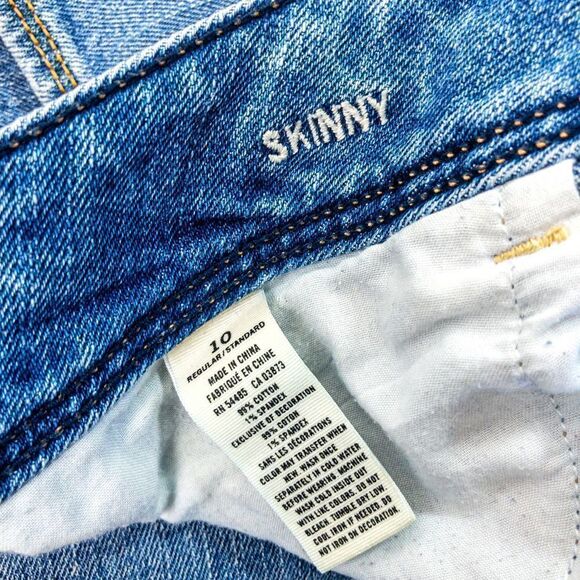 SKINNY
10
REGULAR/STANDARD
MADE IN CHINA
FABRIQUÉ EN CHINE
RN 54485 CA 03873
99% COTTON
1% SPANDEX
EXCLUSIVE OF DECORATION
99% COTON
1% SPANDEX
SANS LES DÉCORATIONS
COLOR MAY TRANSFER WHEN
NEW. WASH ONCE
SEPARATELY IN COLD WATER
BEFORE WEARING. MACHINE
WASH COLD INSIDE OUT
WITH LIKE COLORS. DO NOT
BLEACH. TUMBLE DRY LOW.
COOL IRON IF NEEDED. DO
NOT IRON ON DECORATION.